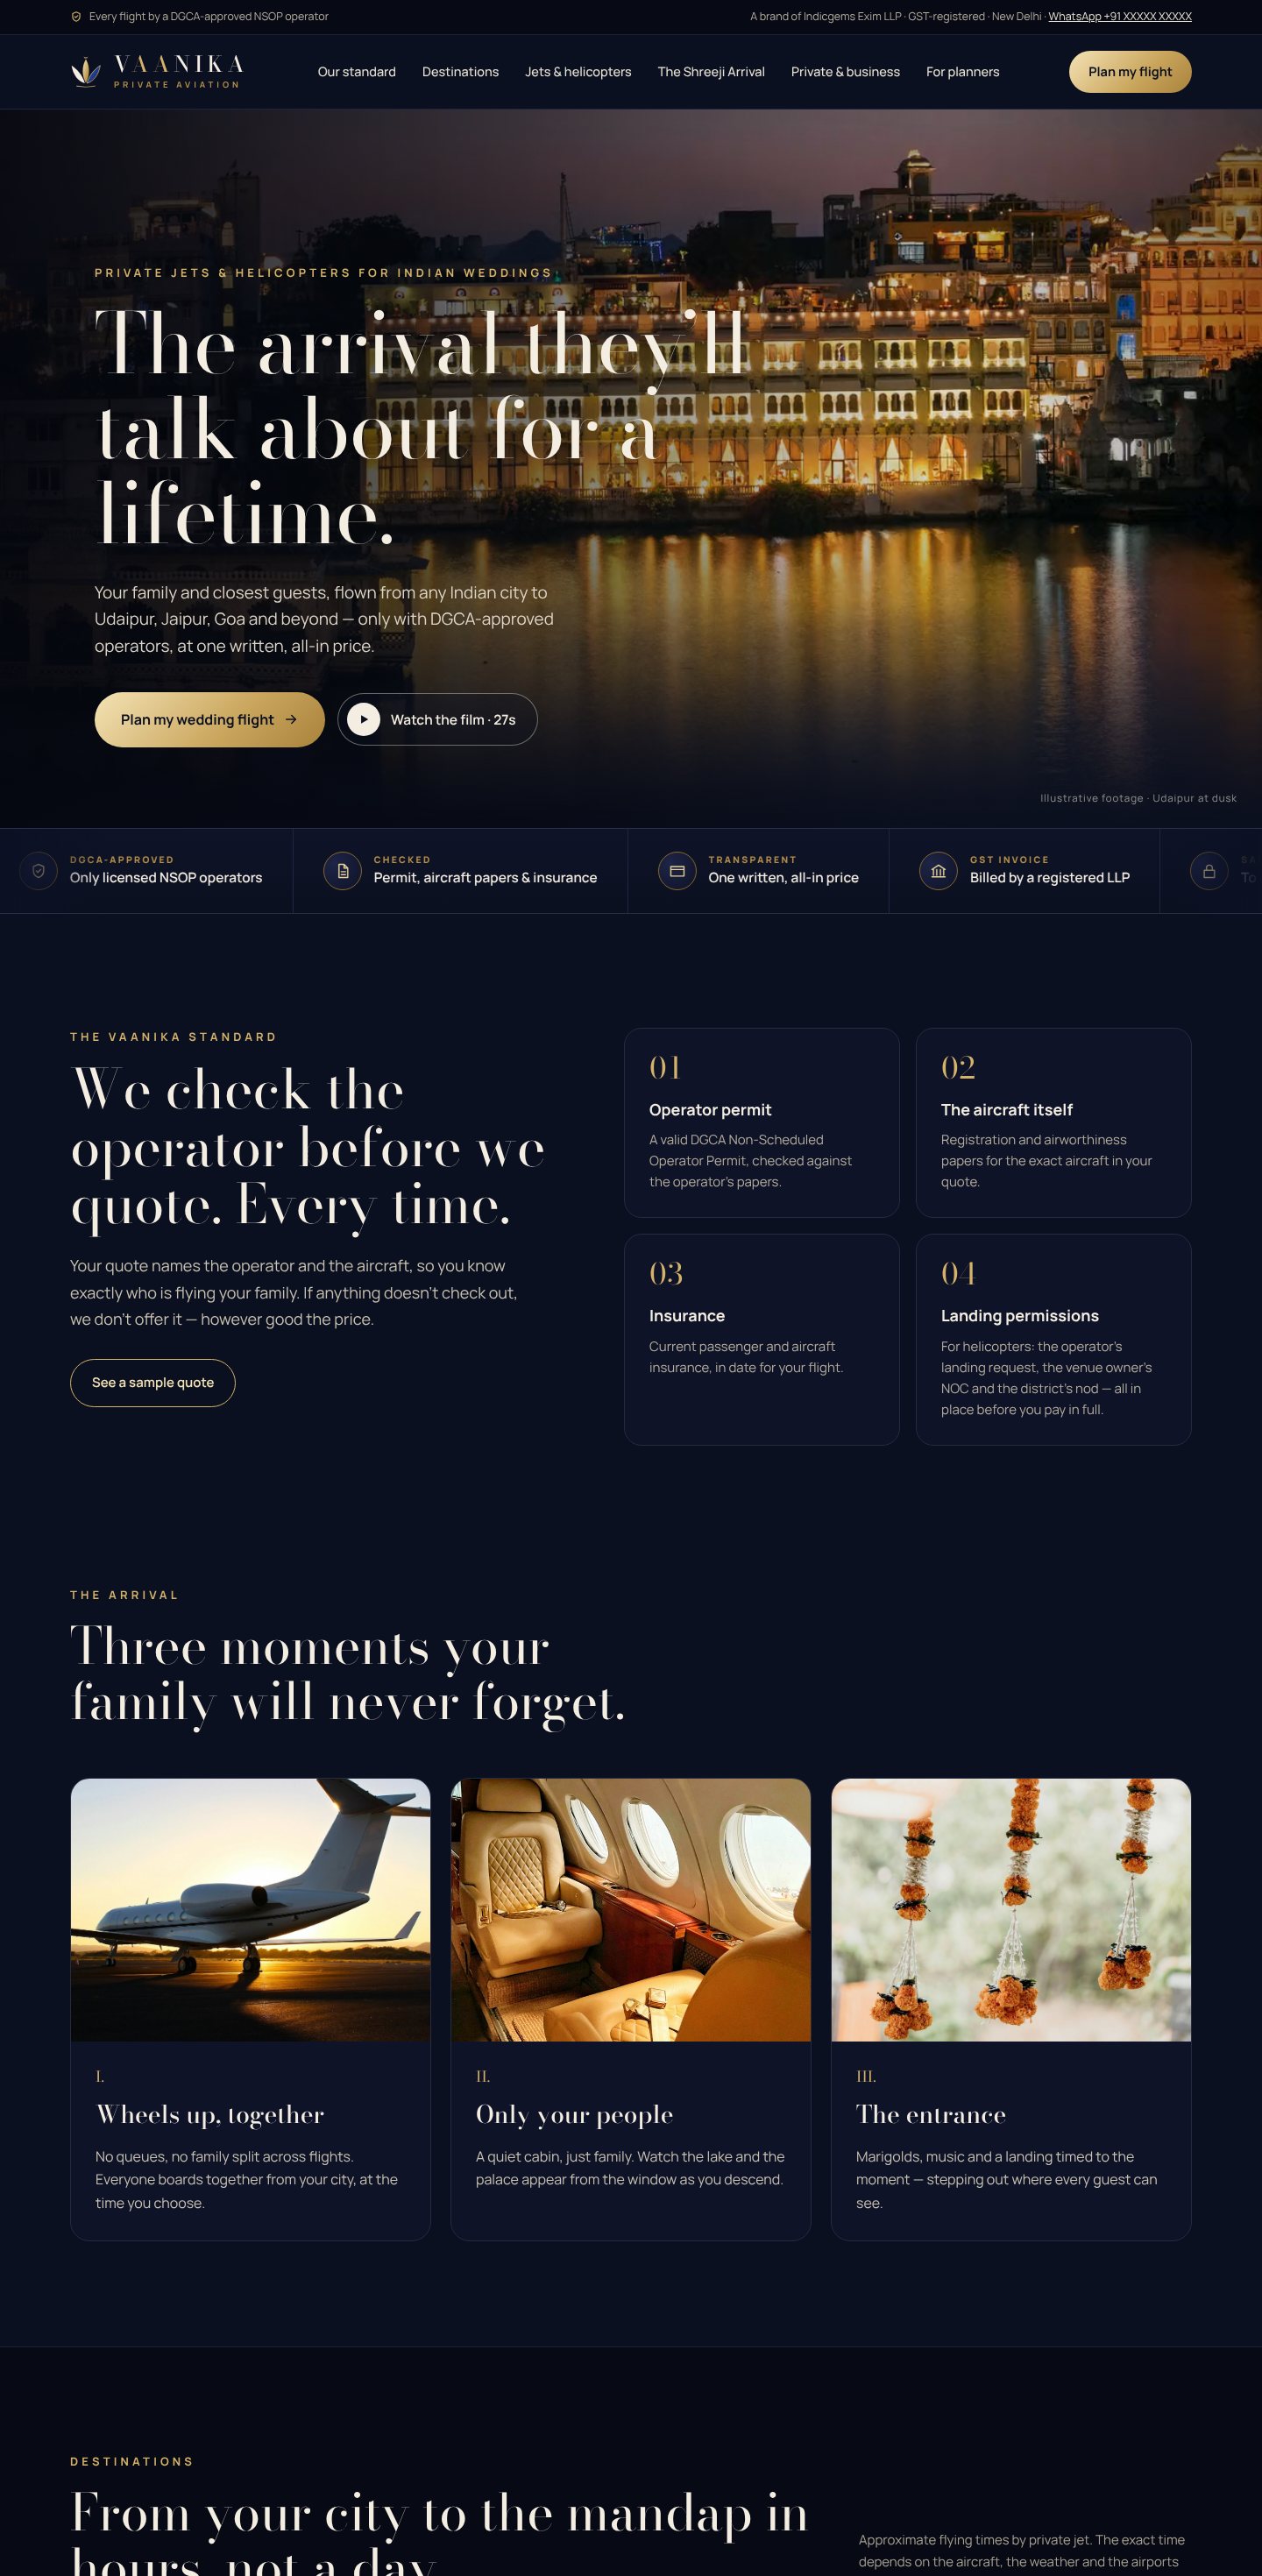 Every flight by a DGCA-approved NSOP operator
A brand of Indicgems Exim LLP · GST-registered · New Delhi · WhatsApp +91 XXXXX XXXXX
VAANIKA
PRIVATE AVIATION
Our standard
Destinations
Jets & helicopters
The Shreeji Arrival
Private & business
For planners
Plan my flight
PRIVATE JETS & HELICOPTERS FOR INDIAN WEDDINGS
The arrival they'll
talk about for a
lifetime.
Your family and closest guests, flown from any Indian city to
Udaipur, Jaipur, Goa and beyond — only with DGCA-approved
operators, at one written, all-in price.
Plan my wedding flight →
Watch the film · 27s
Illustrative footage · Udaipur at dusk
DGCA-APPROVED
Only licensed NSOP operators
CHECKED
Permit, aircraft papers & insurance
TRANSPARENT
One written, all-in price
GST INVOICE
Billed by a registered LLP
THE VAANIKA STANDARD
We check the
operator before we
quote. Every time.
Your quote names the operator and the aircraft, so you know
exactly who is flying your family. If anything doesn't check out,
we don't offer it — however good the price.
See a sample quote
01
Operator permit
A valid DGCA Non-Scheduled
Operator Permit, checked against
the operator's papers.
02
The aircraft itself
Registration and airworthiness
papers for the exact aircraft in your
quote.
03
Insurance
Current passenger and aircraft
insurance, in date for your flight.
04
Landing permissions
For helicopters: the operator's
landing request, the venue owner's
NOC and the district's nod — all in
place before you pay in full.
THE ARRIVAL
Three moments your
family will never forget.
I.
Wheels up, together
No queues, no family split across flights.
Everyone boards together from your city, at the
time you choose.
II.
Only your people
A quiet cabin, just family. Watch the lake and the
palace appear from the window as you descend.
III.
The entrance
Marigolds, music and a landing timed to the
moment — stepping out where every guest can
see.
DESTINATIONS
From your city to the mandap in
hours, not a day.
Approximate flying times by private jet. The exact time
depends on the aircraft, the weather and the airports